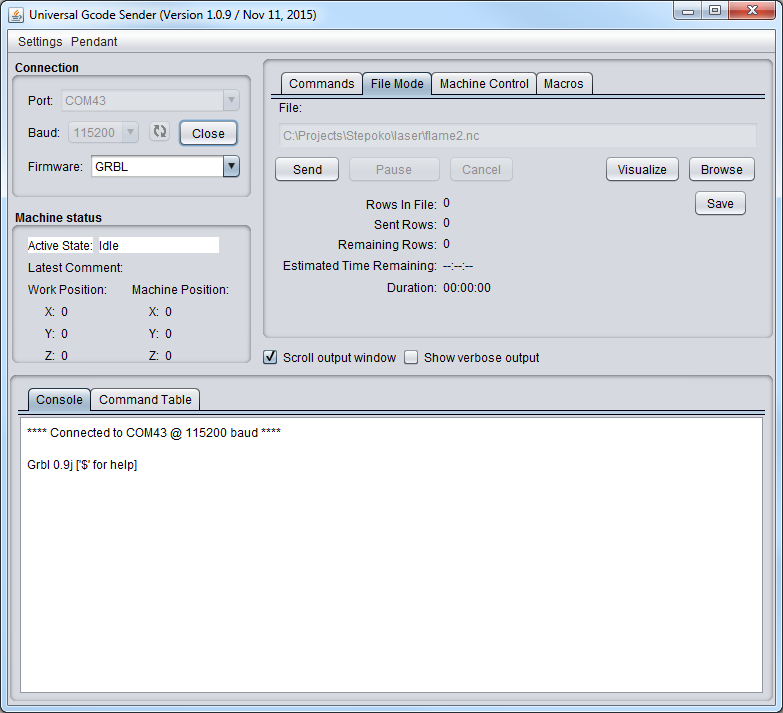 Universal Gcode Sender (Version 1.0.9 / Nov 11, 2015)
Settings Pendant
Connection
Port: COM43
Baud: 115200 Close
Firmware: GRBL
Machine status
Active State: Idle
Latest Comment:
Work Position: Machine Position:
X: 0 X: 0
Y: 0 Y: 0
Z: 0 Z: 0
Commands File Mode Machine Control Macros
File:
C:\Projects\Stepoko\laser\flame2.nc
Send Pause Cancel Visualize Browse
Save
Rows In File: 0
Sent Rows: 0
Remaining Rows: 0
Estimated Time Remaining: --:--:--
Duration: 00:00:00
Scroll output window Show verbose output
Console Command Table
**** Connected to COM43 @ 115200 baud ****
Grbl 0.9j ['$' for help]